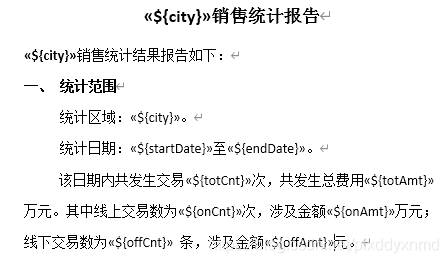 «${city}»销售统计报告
«${city}»销售统计结果报告如下：
一、 统计范围
统计区域：«${city}»。
统计日期：«${startDate}»至«${endDate}»。
该日期内共发生交易«${totCnt}»次，共发生总费用«${totAmt}»
万元。其中线上交易数为«${onCnt}»次，涉及金额«${onAmt}»万元；
线下交易数为«${offCnt}» 条，涉及金额«${offAmt}»元。